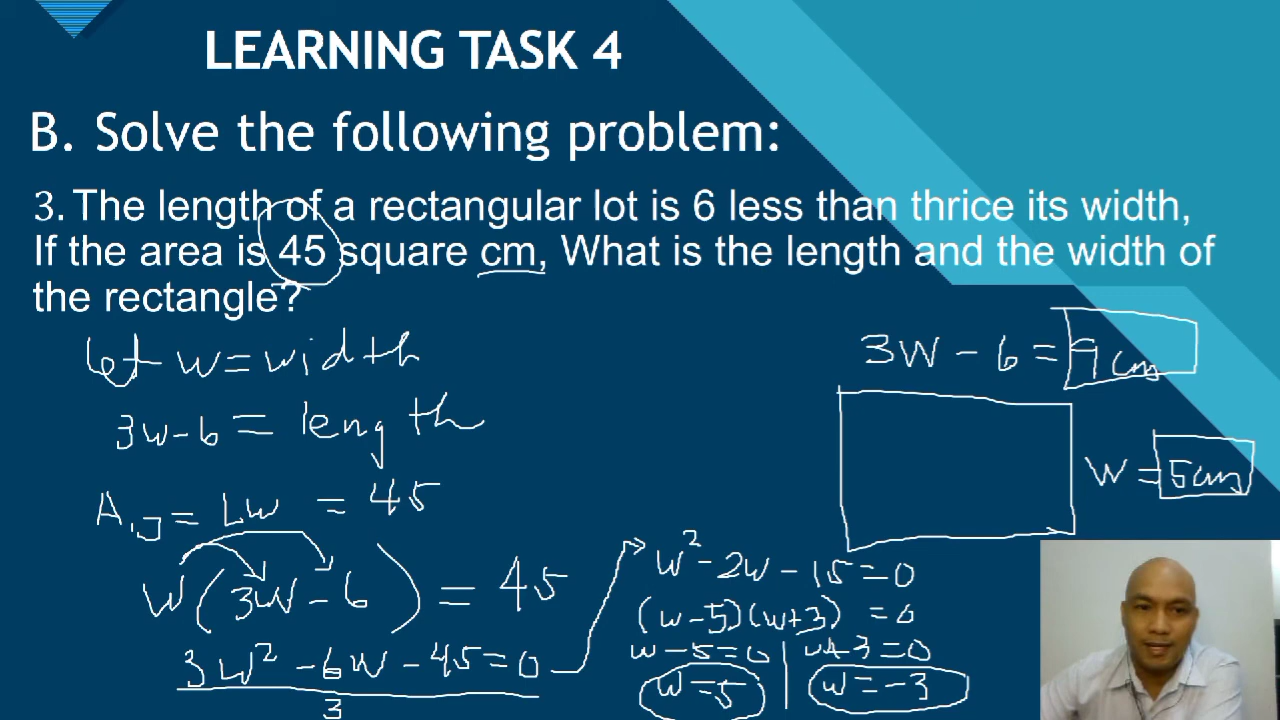 LEARNING TASK 4
B. Solve the following problem:
3. The length of a rectangular lot is 6 less than thrice its width,
If the area is 45 square cm, What is the length and the width of
the rectangle?
let w = width
3w - 6 = length
A = LW = 45
W(3W - 6) = 45
3W² - 6W - 45 = 0
3
W² - 2W - 15 = 0
(w - 5)(w + 3) = 0
w - 5 = 0 | w + 3 = 0
w = 5 | w = -3
3W - 6 = 9 cm
W = 5 cm